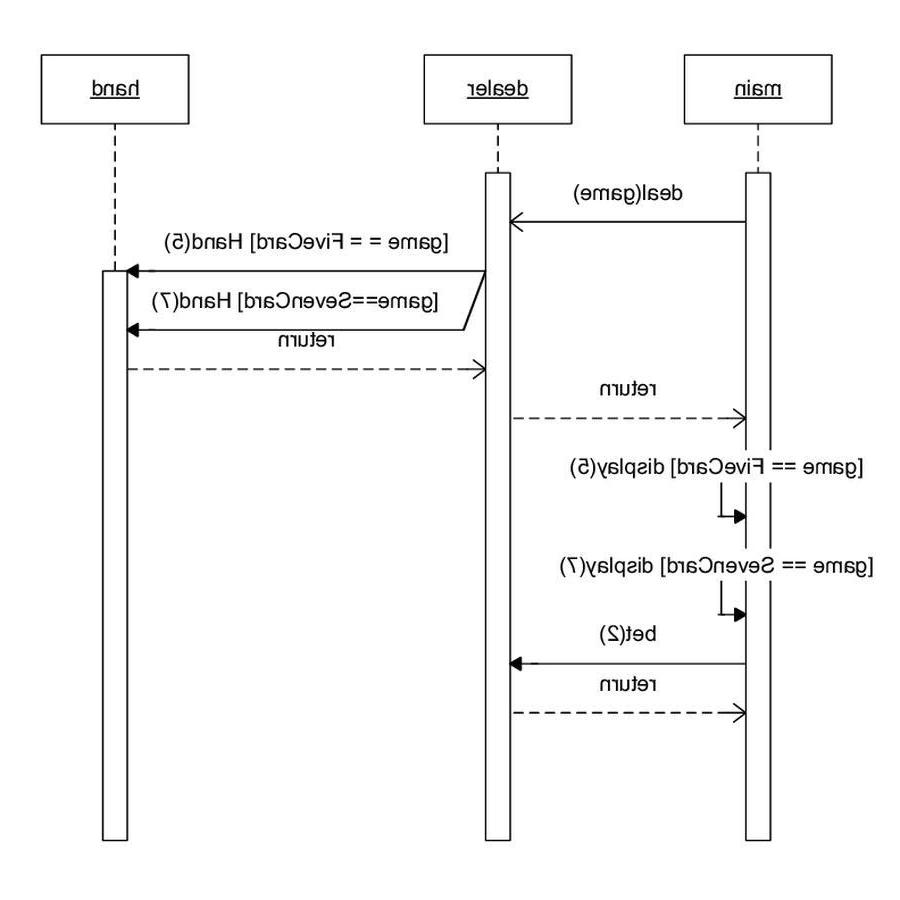 main
dealer
hand
deal(game)
[game = = FiveCard] Hand(5)
[game==SevenCard] Hand(7)
return
return
[game == FiveCard] display(5)
[game == SevenCard] display(7)
bet(2)
return